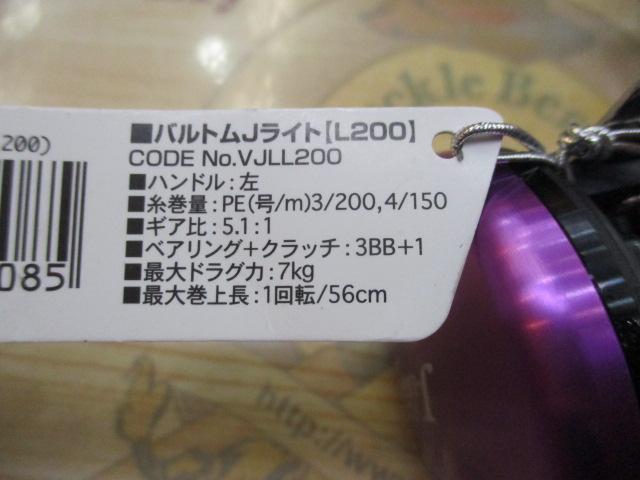 ■バルトムJライト[L200]
CODE No.VJLL200
■ハンドル:左
■糸巻量:PE(号/m)3/200,4/150
■ギア比:5.1:1
■ベアリング+クラッチ:3BB+1
■最大ドラグ力:7kg
■最大巻上長:1回転/56cm
200)
085
ckle Be
http://